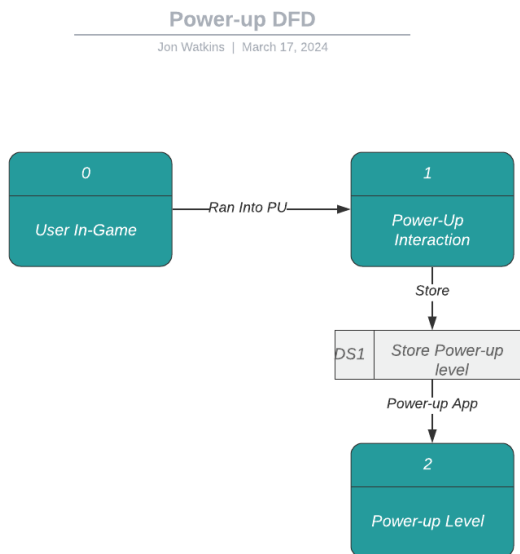 Power-up DFD
Jon Watkins | March 17, 2024
0
User In-Game
Ran Into PU
1
Power-Up
Interaction
Store
DS1
Store Power-up
level
Power-up App
2
Power-up Level